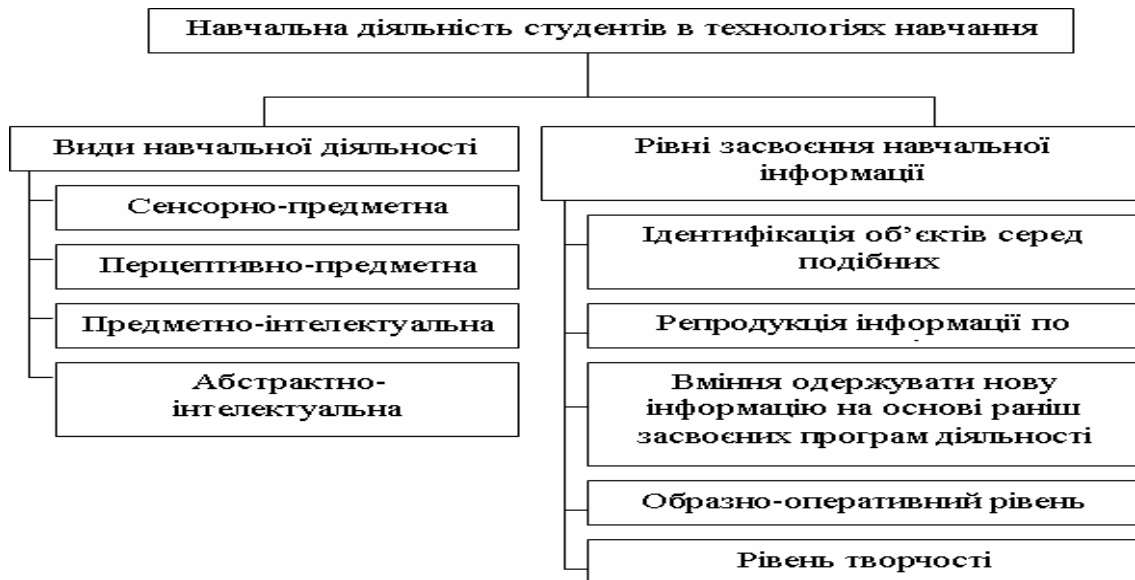 Навчальна діяльність студентів в технологіях навчання
Види навчальної діяльності
Сенсорно-предметна
Перцептивно-предметна
Предметно-інтелектуальна
Абстрактно-
інтелектуальна
Рівні засвоєння навчальної
інформації
Ідентифікація об’єктів серед
подібних
Репродукція інформації по
Вміння одержувати нову
інформацію на основі раніш
засвоєних програм діяльності
Образно-оперативний рівень
Рівень творчості